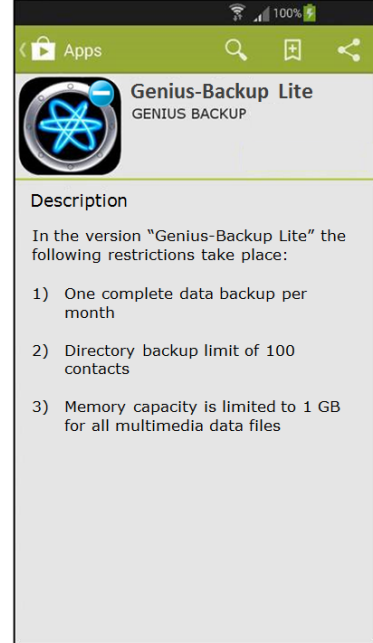 100%
Apps
Genius-Backup Lite
GENIUS BACKUP
Description
In the version “Genius-Backup Lite” the
following restrictions take place:
1) One complete data backup per
month
2) Directory backup limit of 100
contacts
3) Memory capacity is limited to 1 GB
for all multimedia data files